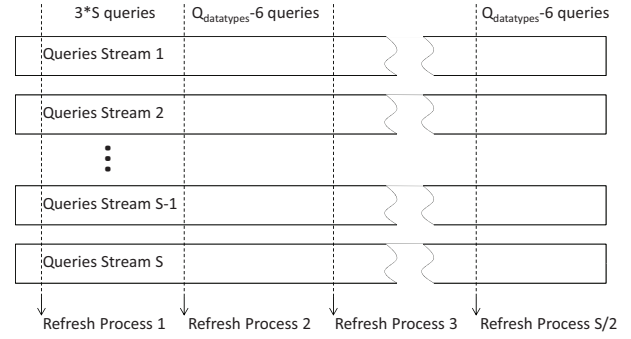 3*S queries Q_datatypes-6 queries Q_datatypes-6 queries
Queries Stream 1
Queries Stream 2
Queries Stream S-1
Queries Stream S
Refresh Process 1 Refresh Process 2 Refresh Process 3 Refresh Process S/2